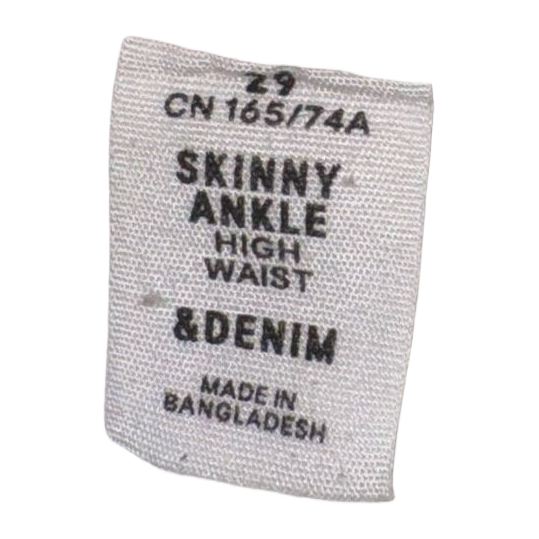 29
CN 165/74A
SKINNY
ANKLE
HIGH
WAIST
&DENIM
MADE IN
BANGLADESH